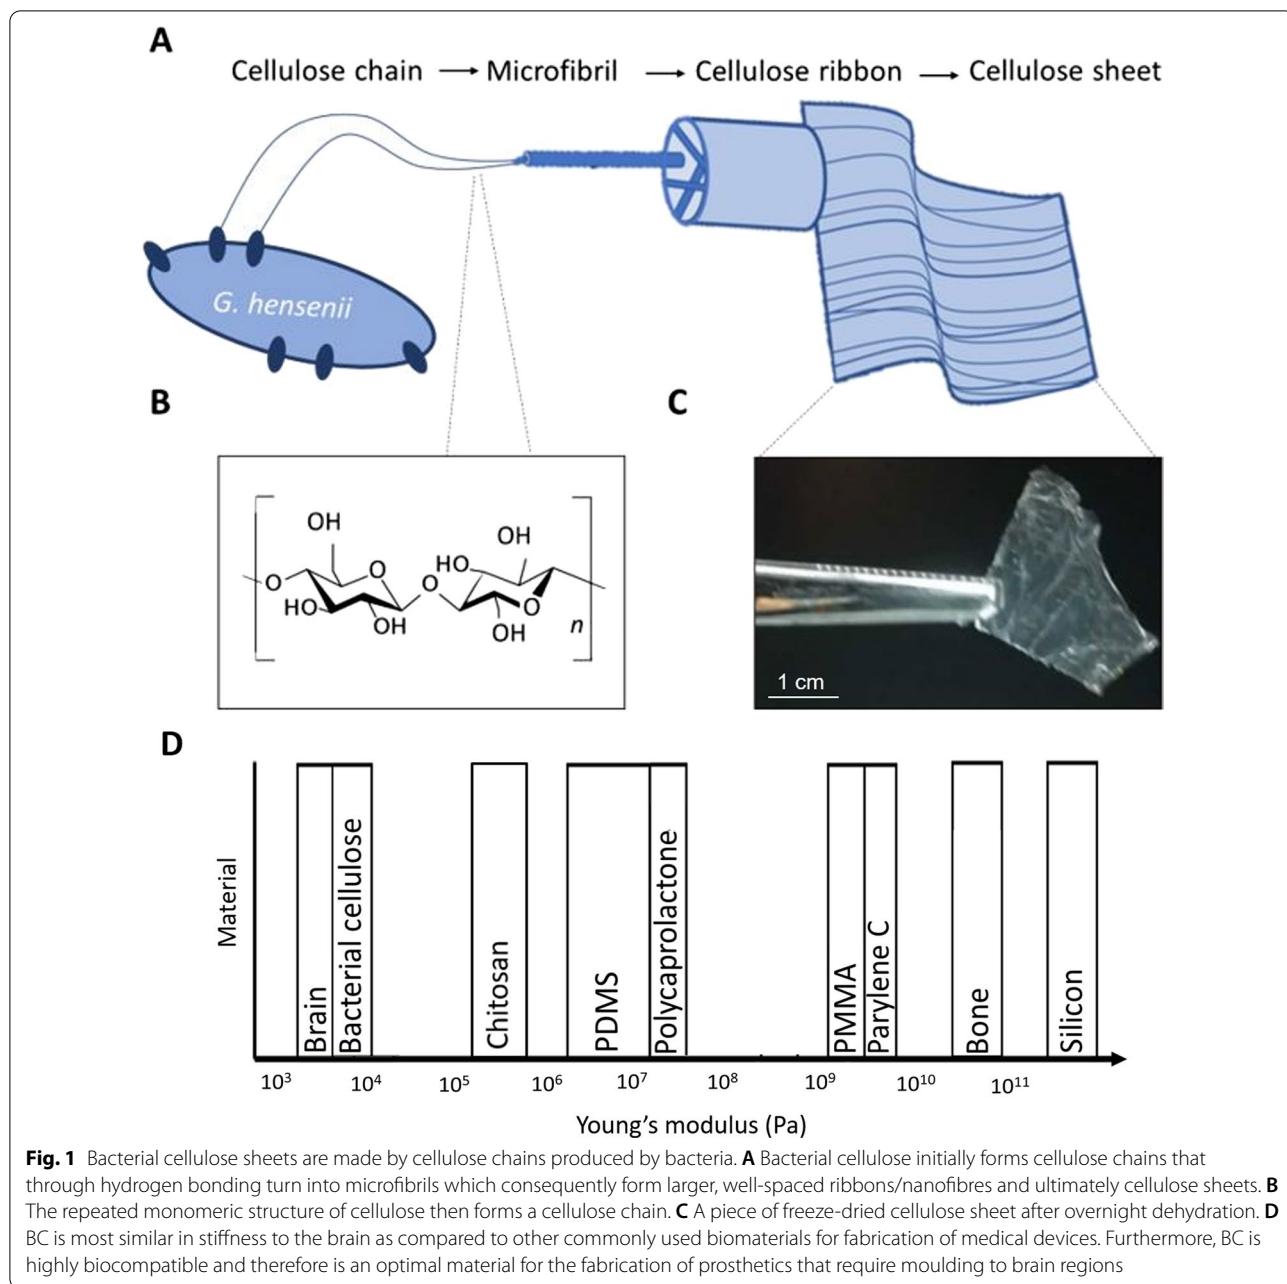 A
Cellulose chain → Microfibril → Cellulose ribbon → Cellulose sheet
G. hensenii
B
C
OH
OH
O
O
HO
O
HO
OH
O
OH
n
1 cm
D
Material
Brain
Bacterial cellulose
Chitosan
PDMS
Polycaprolactone
PMMA
Parylene C
Bone
Silicon
10³ 10⁴ 10⁵ 10⁶ 10⁷ 10⁸ 10⁹ 10¹⁰ 10¹¹
Young's modulus (Pa)
Fig. 1 Bacterial cellulose sheets are made by cellulose chains produced by bacteria. A Bacterial cellulose initially forms cellulose chains that
through hydrogen bonding turn into microfibrils which consequently form larger, well-spaced ribbons/nanofibres and ultimately cellulose sheets. B
The repeated monomeric structure of cellulose then forms a cellulose chain. C A piece of freeze-dried cellulose sheet after overnight dehydration. D
BC is most similar in stiffness to the brain as compared to other commonly used biomaterials for fabrication of medical devices. Furthermore, BC is
highly biocompatible and therefore is an optimal material for the fabrication of prosthetics that require moulding to brain regions